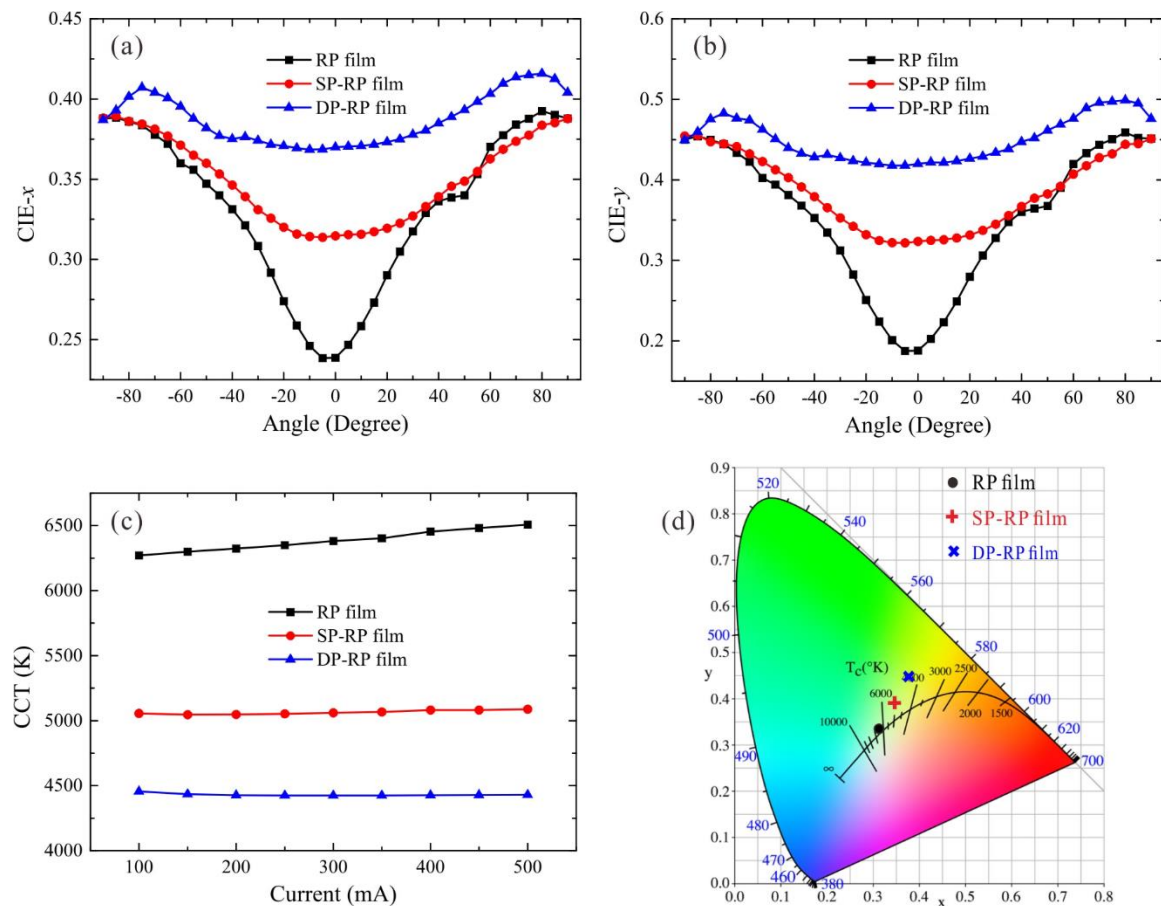 (a)
RP film
SP-RP film
DP-RP film
0.45
0.40
0.35
0.30
0.25
CIE-x
-80 -60 -40 -20 0 20 40 60 80
Angle (Degree)
(b)
RP film
SP-RP film
DP-RP film
0.6
0.5
0.4
0.3
0.2
CIE-y
-80 -60 -40 -20 0 20 40 60 80
Angle (Degree)
(c)
6500
6000
5500
5000
4500
4000
CCT (K)
RP film
SP-RP film
DP-RP film
100 200 300 400 500
Current (mA)
(d)
RP film
SP-RP film
DP-RP film
0.9
0.8
0.7
0.6
0.5
y
0.4
0.3
0.2
0.1
0.0
520
540
560
500
580
600
620
700
490
480
470
460
380
Tc(°K)
3000
2500
6000
10000
2000
1500
∞
0.0 0.1 0.2 0.3 0.4 0.5 0.6 0.7 0.8
x